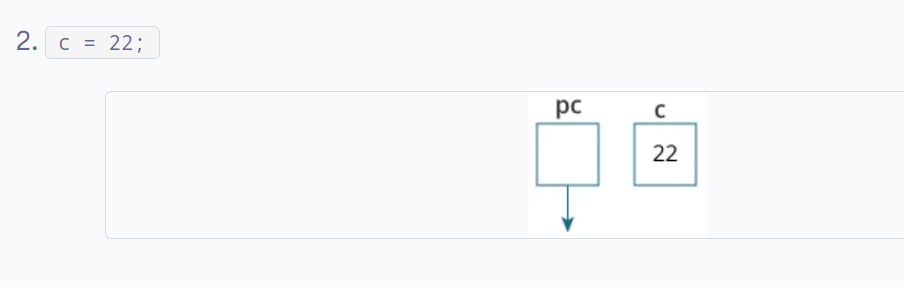 2. c = 22;
pc c
22